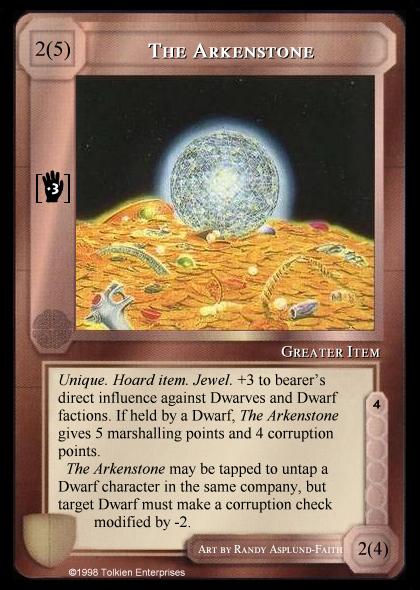 2(5)
The Arkenstone
[3]
Greater Item
Unique. Hoard item. Jewel. +3 to bearer's
direct influence against Dwarves and Dwarf
factions. If held by a Dwarf, The Arkenstone
gives 5 marshalling points and 4 corruption
points.
The Arkenstone may be tapped to untap a
Dwarf character in the same company, but
target Dwarf must make a corruption check
modified by -2.
4
Art by Randy Asplund-Faith
2(4)
©1998 Tolkien Enterprises